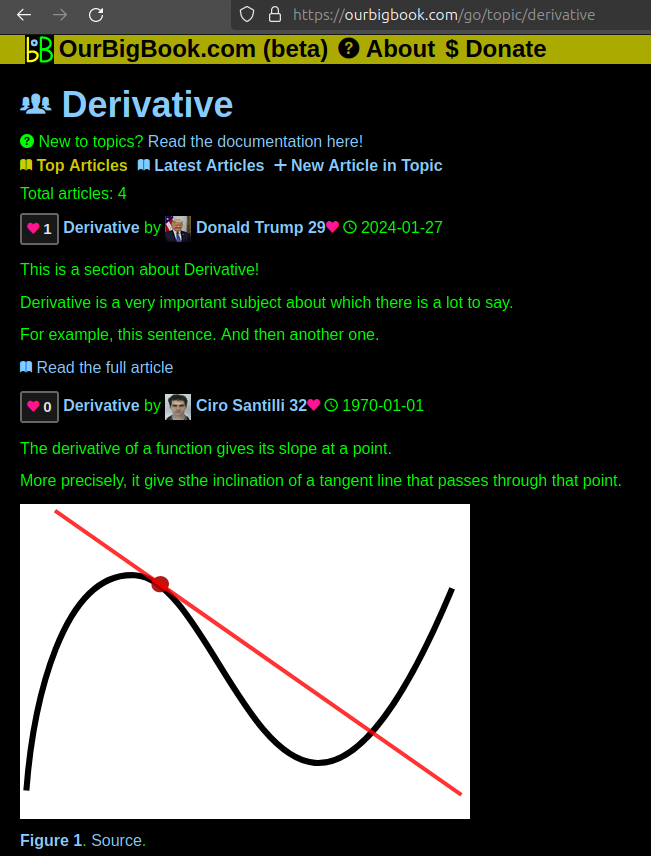 https://ourbigbook.com/go/topic/derivative
OurBigBook.com (beta) ? About $ Donate
Derivative
? New to topics? Read the documentation here!
Top Articles Latest Articles + New Article in Topic
Total articles: 4
1 Derivative by Donald Trump 29 2024-01-27
This is a section about Derivative!
Derivative is a very important subject about which there is a lot to say.
For example, this sentence. And then another one.
Read the full article
0 Derivative by Ciro Santilli 32 1970-01-01
The derivative of a function gives its slope at a point.
More precisely, it give sthe inclination of a tangent line that passes through that point.
Figure 1. Source.